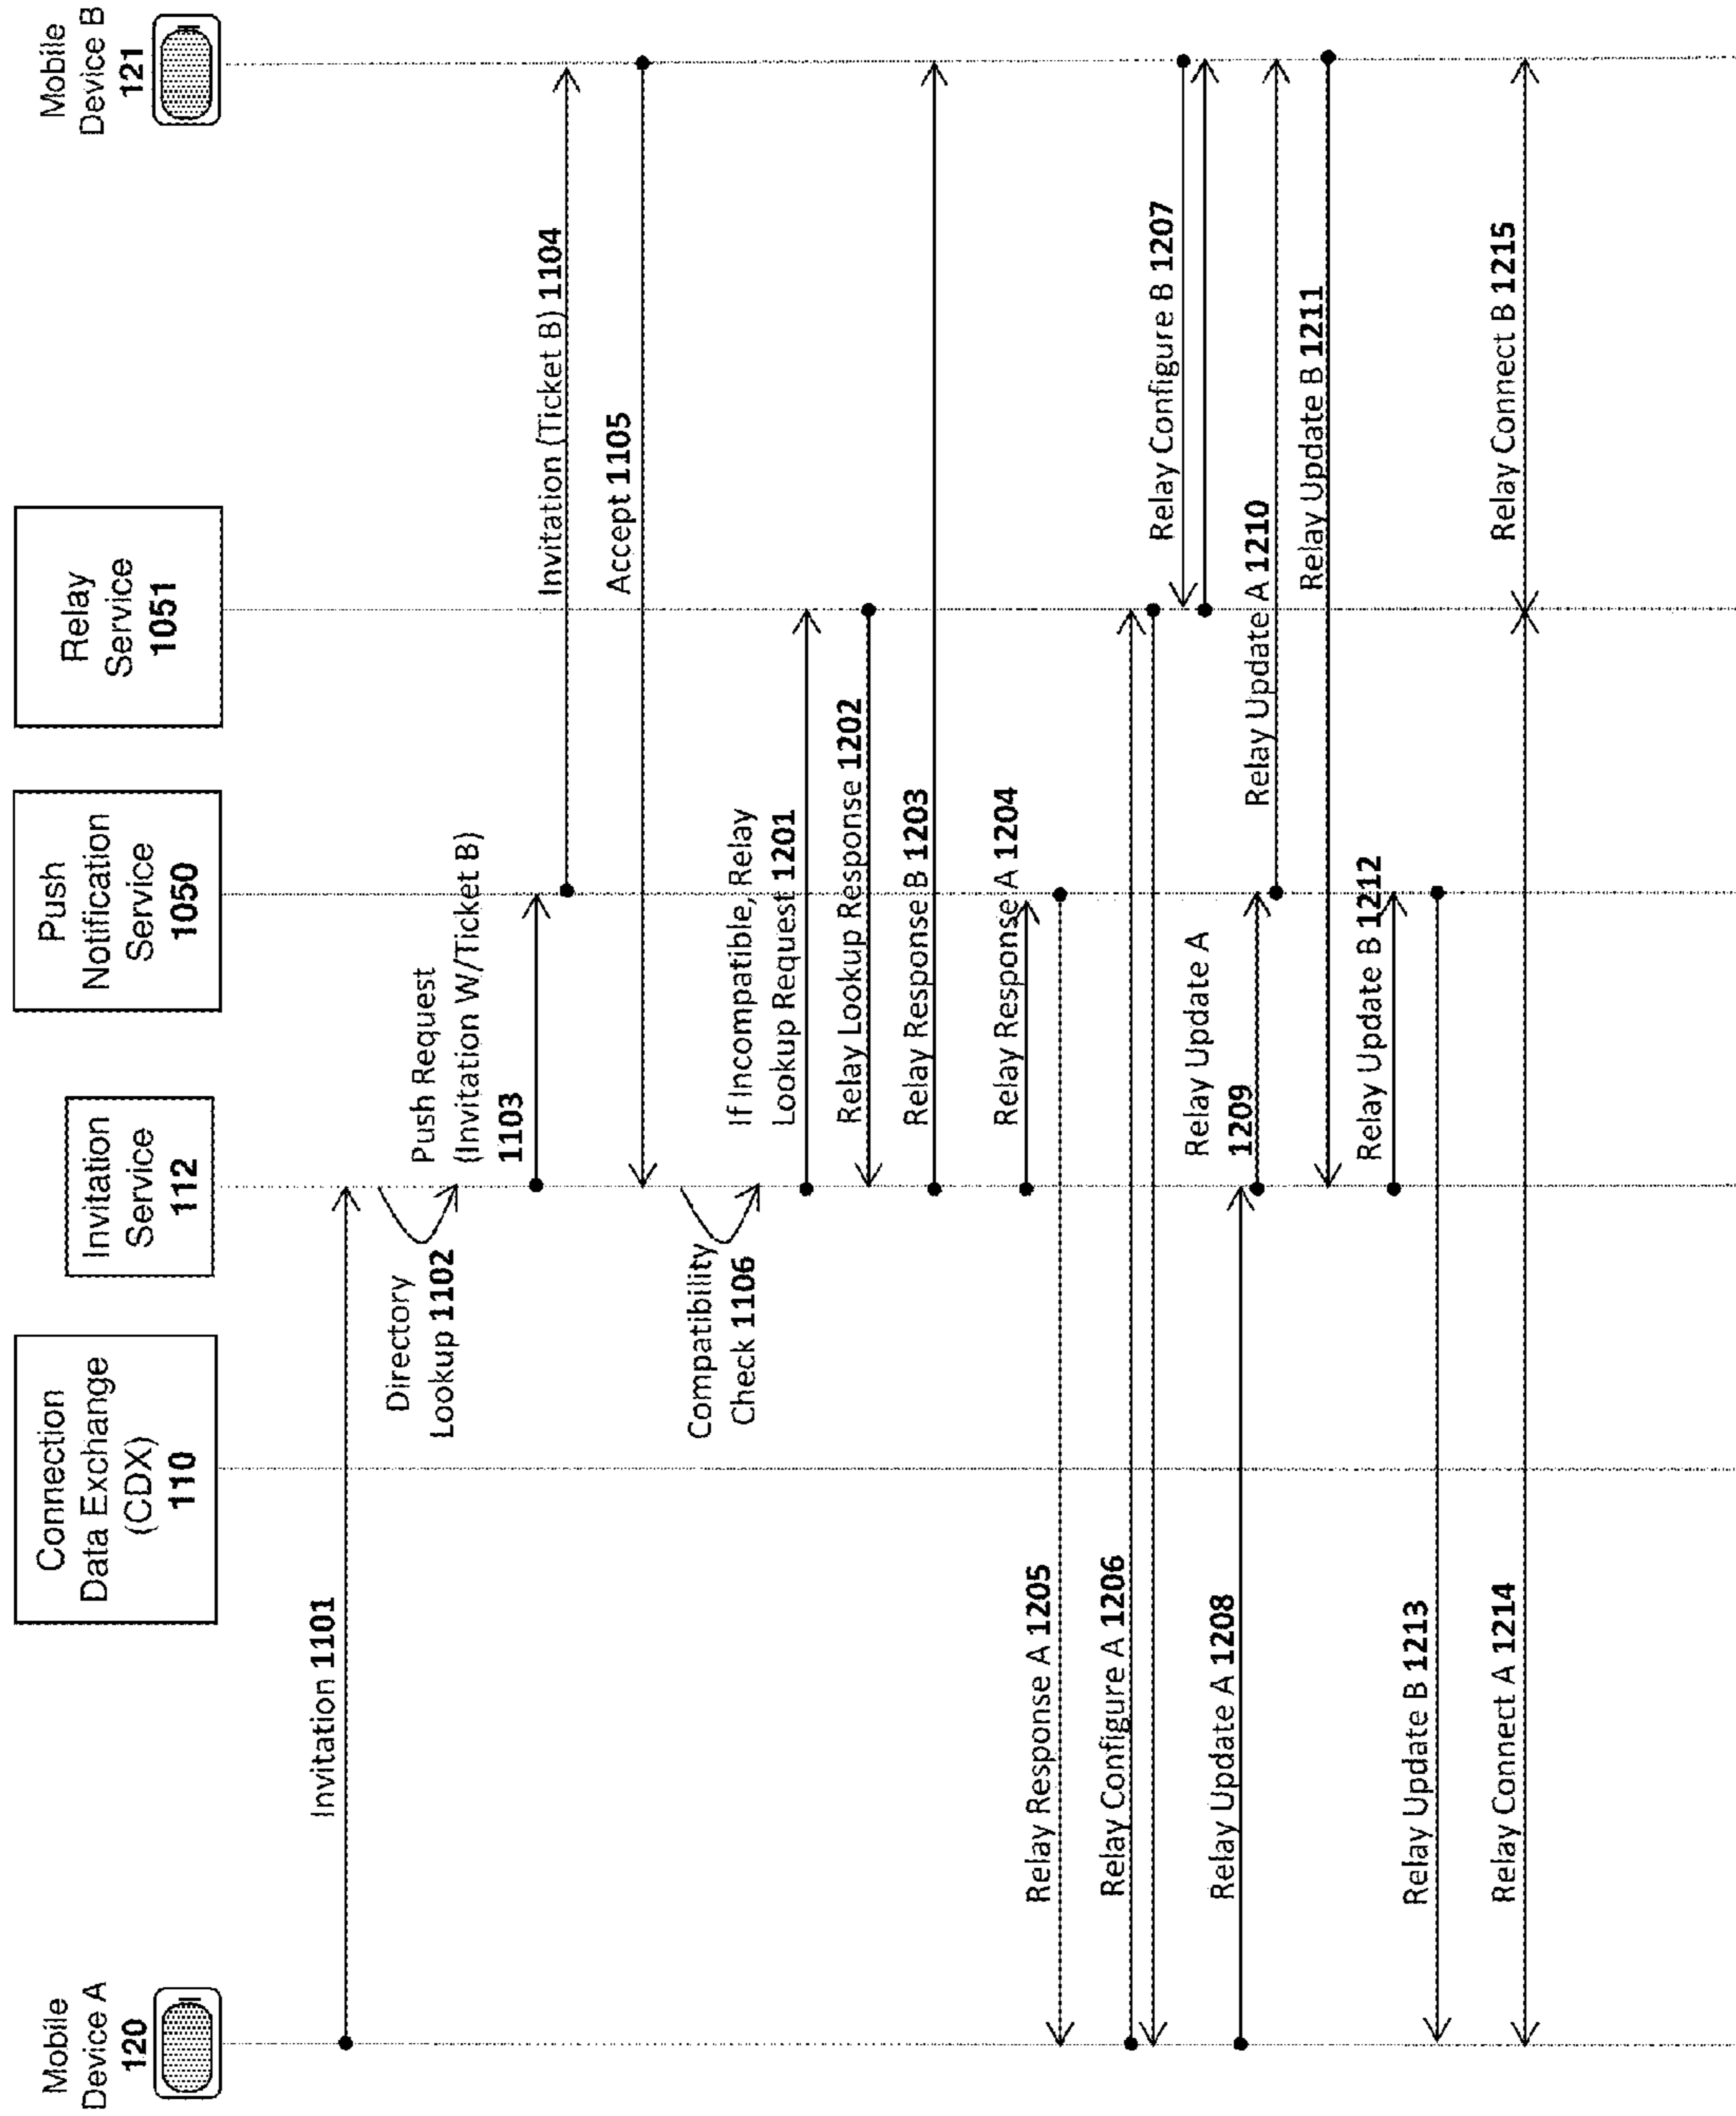 Mobile
Device A
120
Connection
Data Exchange
(CDX)
110
Invitation
Service
112
Push
Notification
Service
1050
Relay
Service
1051
Mobile
Device B
121
Invitation 1101
Directory
Lookup 1102
Push Request
(Invitation W/Ticket B)
1103
Invitation (Ticket B) 1104
Accept 1105
Compatibility
Check 1106
If Incompatible, Relay
Lookup Request 1201
Relay Lookup Response 1202
Relay Response B 1203
Relay Response A 1204
Relay Response A 1205
Relay Configure A 1206
Relay Configure B 1207
Relay Update A 1208
Relay Update A
1209
Relay Update A 1210
Relay Update B 1211
Relay Update B 1212
Relay Update B 1213
Relay Connect A 1214
Relay Connect B 1215